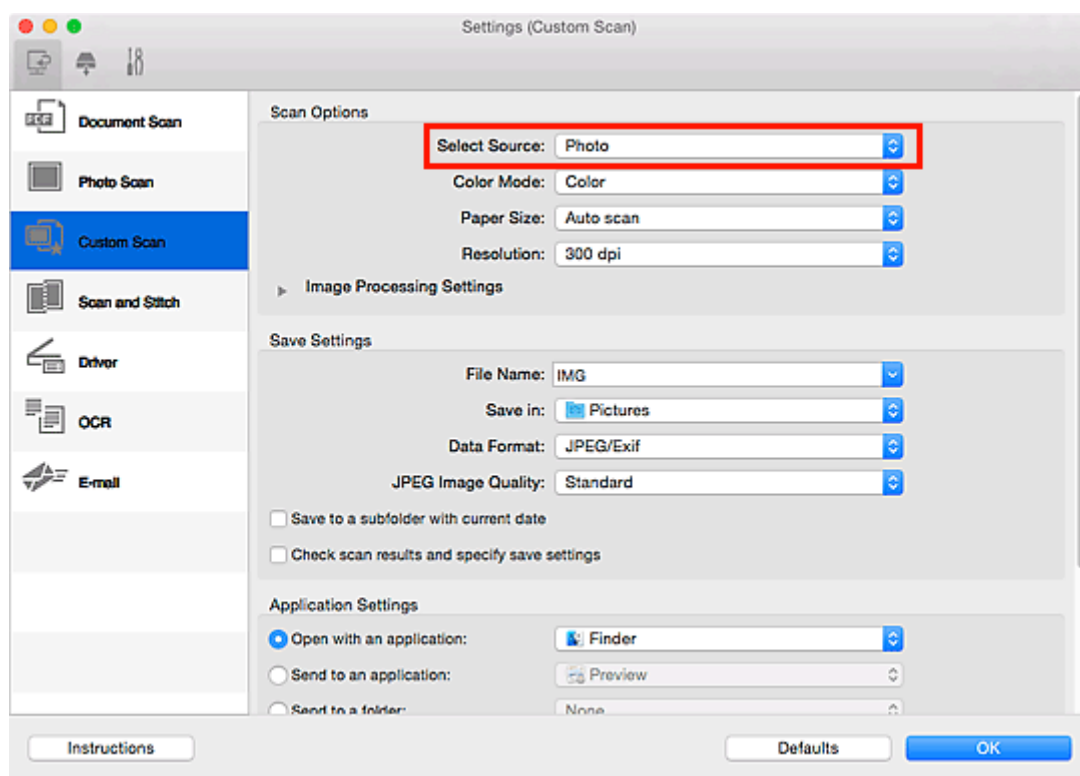 Settings (Custom Scan)
Document Scan
Photo Scan
Custom Scan
Scan and Stitch
Driver
OCR
E-mail
Scan Options
Select Source: Photo
Color Mode: Color
Paper Size: Auto scan
Resolution: 300 dpi
Image Processing Settings
Save Settings
File Name: IMG
Save in: Pictures
Data Format: JPEG/Exif
JPEG Image Quality: Standard
Save to a subfolder with current date
Check scan results and specify save settings
Application Settings
Open with an application: Finder
Send to an application: Preview
Send to a folder: None
Instructions
Defaults
OK